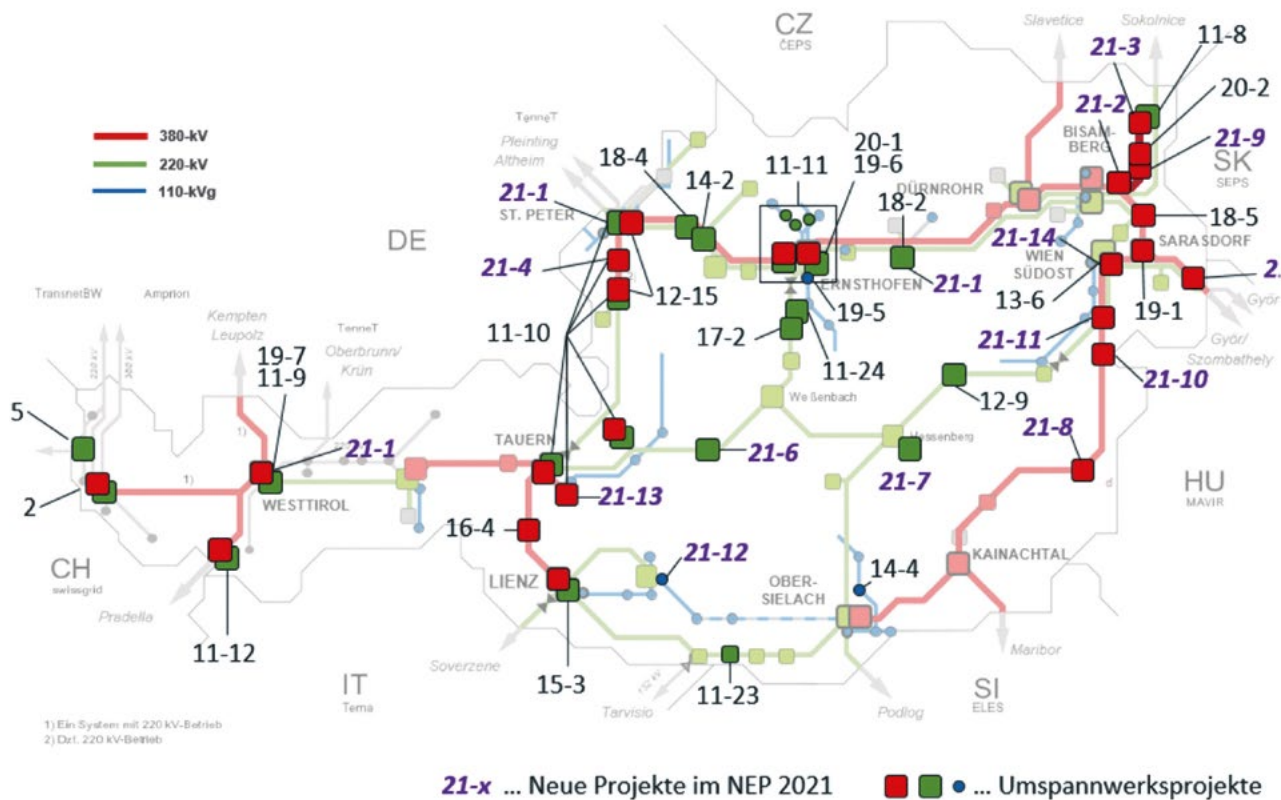 CZ
ČEPS
Slavetice
Sokolnice
21-3
11-8
380-kV
220-kV
110-kVg
TenneT
Pleinting
Altheim
18-4
14-2
11-11
20-1
19-6
BISAM-
BERG
21-2
20-2
21-9
SK
SEPS
21-1
ST. PETER
DÜRNROHR
18-2
18-5
DE
21-4
12-15
ERNSTHOFEN
21-1
WIEN
SÜDOST
21-14
SARASDORF
13-6
19-1
Györ
TransnetBW
Amprion
220 kV
380 kV
Kempten
Leupolz
TenneT
Oberbrunn/
Krün
11-10
17-2
19-5
11-24
21-11
Györ/
Szombathely
19-7
11-9
21-10
5
1)
Weißenbach
12-9
TAUERN
21-1
21-6
Hessenberg
21-7
21-8
HU
MAVIR
2
1)
WESTTIROL
21-13
16-4
KAINACHTAL
CH
swissgrid
Pradella
11-12
LIENZ
21-12
OBER-
SIELACH
14-4
Soverzene
15-3
IT
Terna
Tarvisio
11-23
Podlog
SI
ELES
Maribor
1) Ein System mit 220 kV-Betrieb
2) Dzt. 220 kV-Betrieb
21-x ... Neue Projekte im NEP 2021
... Umspannwerksprojekte